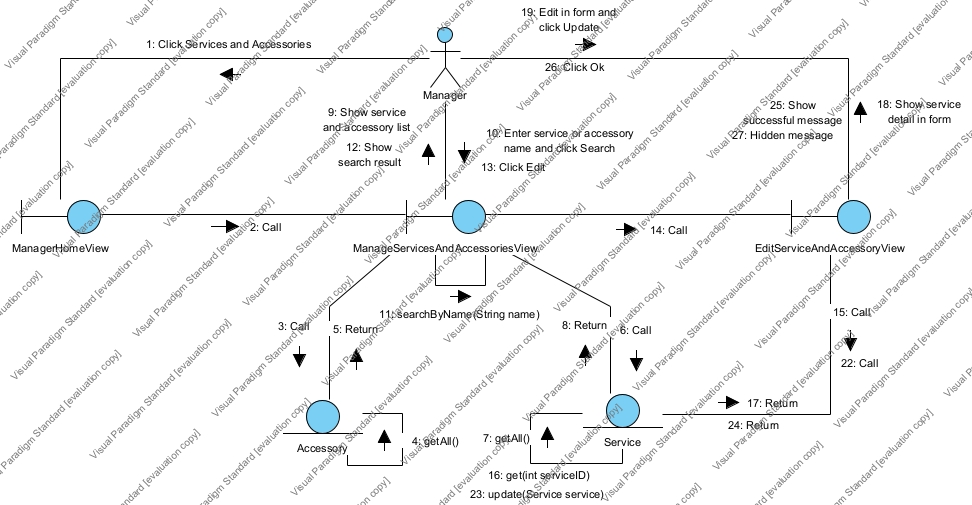 19: Edit in form and
click Update
1: Click Services and Accessories
26: Click Ok
Manager
9: Show service
and accessory list
12: Show
search result
10: Enter service or accessory
name and click Search
13: Click Edit
25: Show
successful message
27: Hidden message
18: Show service
detail in form
2: Call
14: Call
ManagerHomeView
ManageServicesAndAccessoriesView
EditServiceAndAccessoryView
11: searchByName(String name)
3: Call
5: Return
8: Return
6: Call
15: Call
22: Call
17: Return
24: Return
4: getAll()
7: getAll()
Accessory
Service
16: get(int serviceID)
23: update(Service service)
Visual Paradigm Standard [evaluation copy]